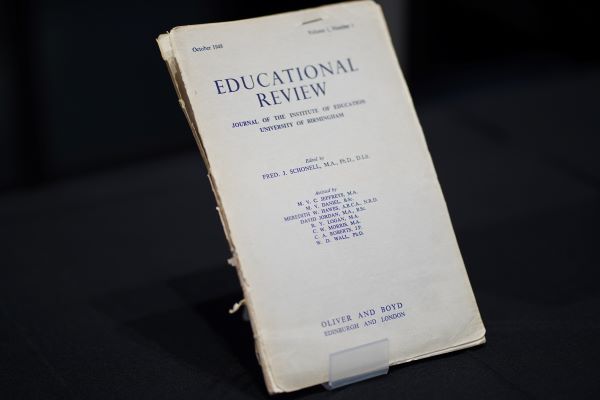 October 1948
Volume 1, Number 1
EDUCATIONAL
REVIEW
JOURNAL OF THE INSTITUTE OF EDUCATION
UNIVERSITY OF BIRMINGHAM
Edited by
FRED. J. SCHONELL, M.A., Ph.D., D.Lit.
Assisted by
M. V. C. JEFFREYS, M.A.
M. V. DANIEL, B.Sc.
MEREDITH W. HAWES, A.R.C.A., N.R.D.
DAVID JORDAN, M.A., B.Sc.
R. F. LOGAN, M.A.
C. W. MORRIS, M.A.
C. A. ROBERTS, J.P.
W. D. WALL, Ph.D.
OLIVER AND BOYD
EDINBURGH AND LONDON